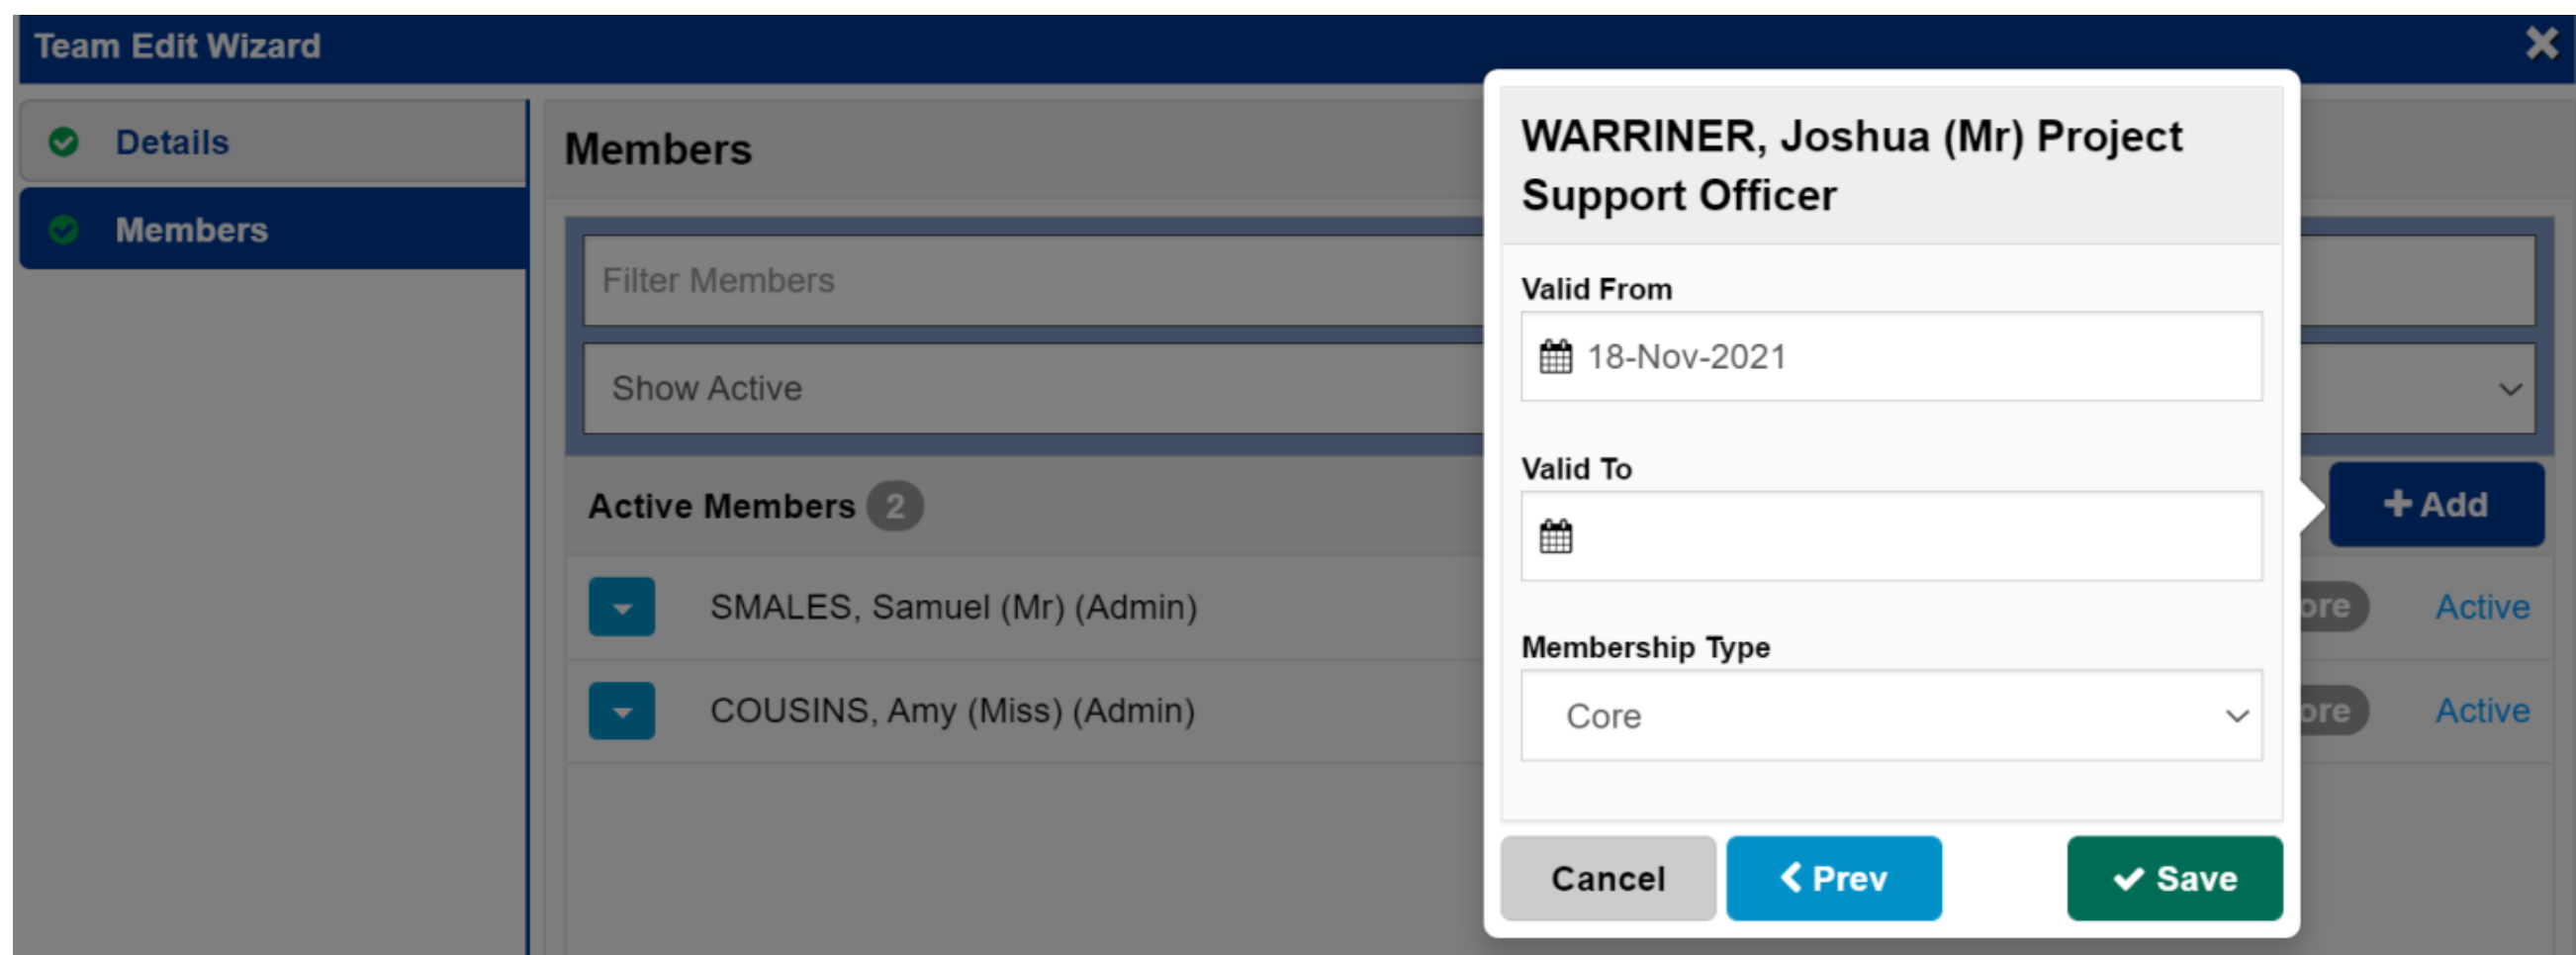 Team Edit Wizard
Details
Members
Members
Filter Members
Show Active
Active Members 2
+ Add
SMALES, Samuel (Mr) (Admin)
Active
COUSINS, Amy (Miss) (Admin)
Active
WARRINER, Joshua (Mr) Project
Support Officer
Valid From
18-Nov-2021
Valid To
Membership Type
Core
Cancel
Prev
Save